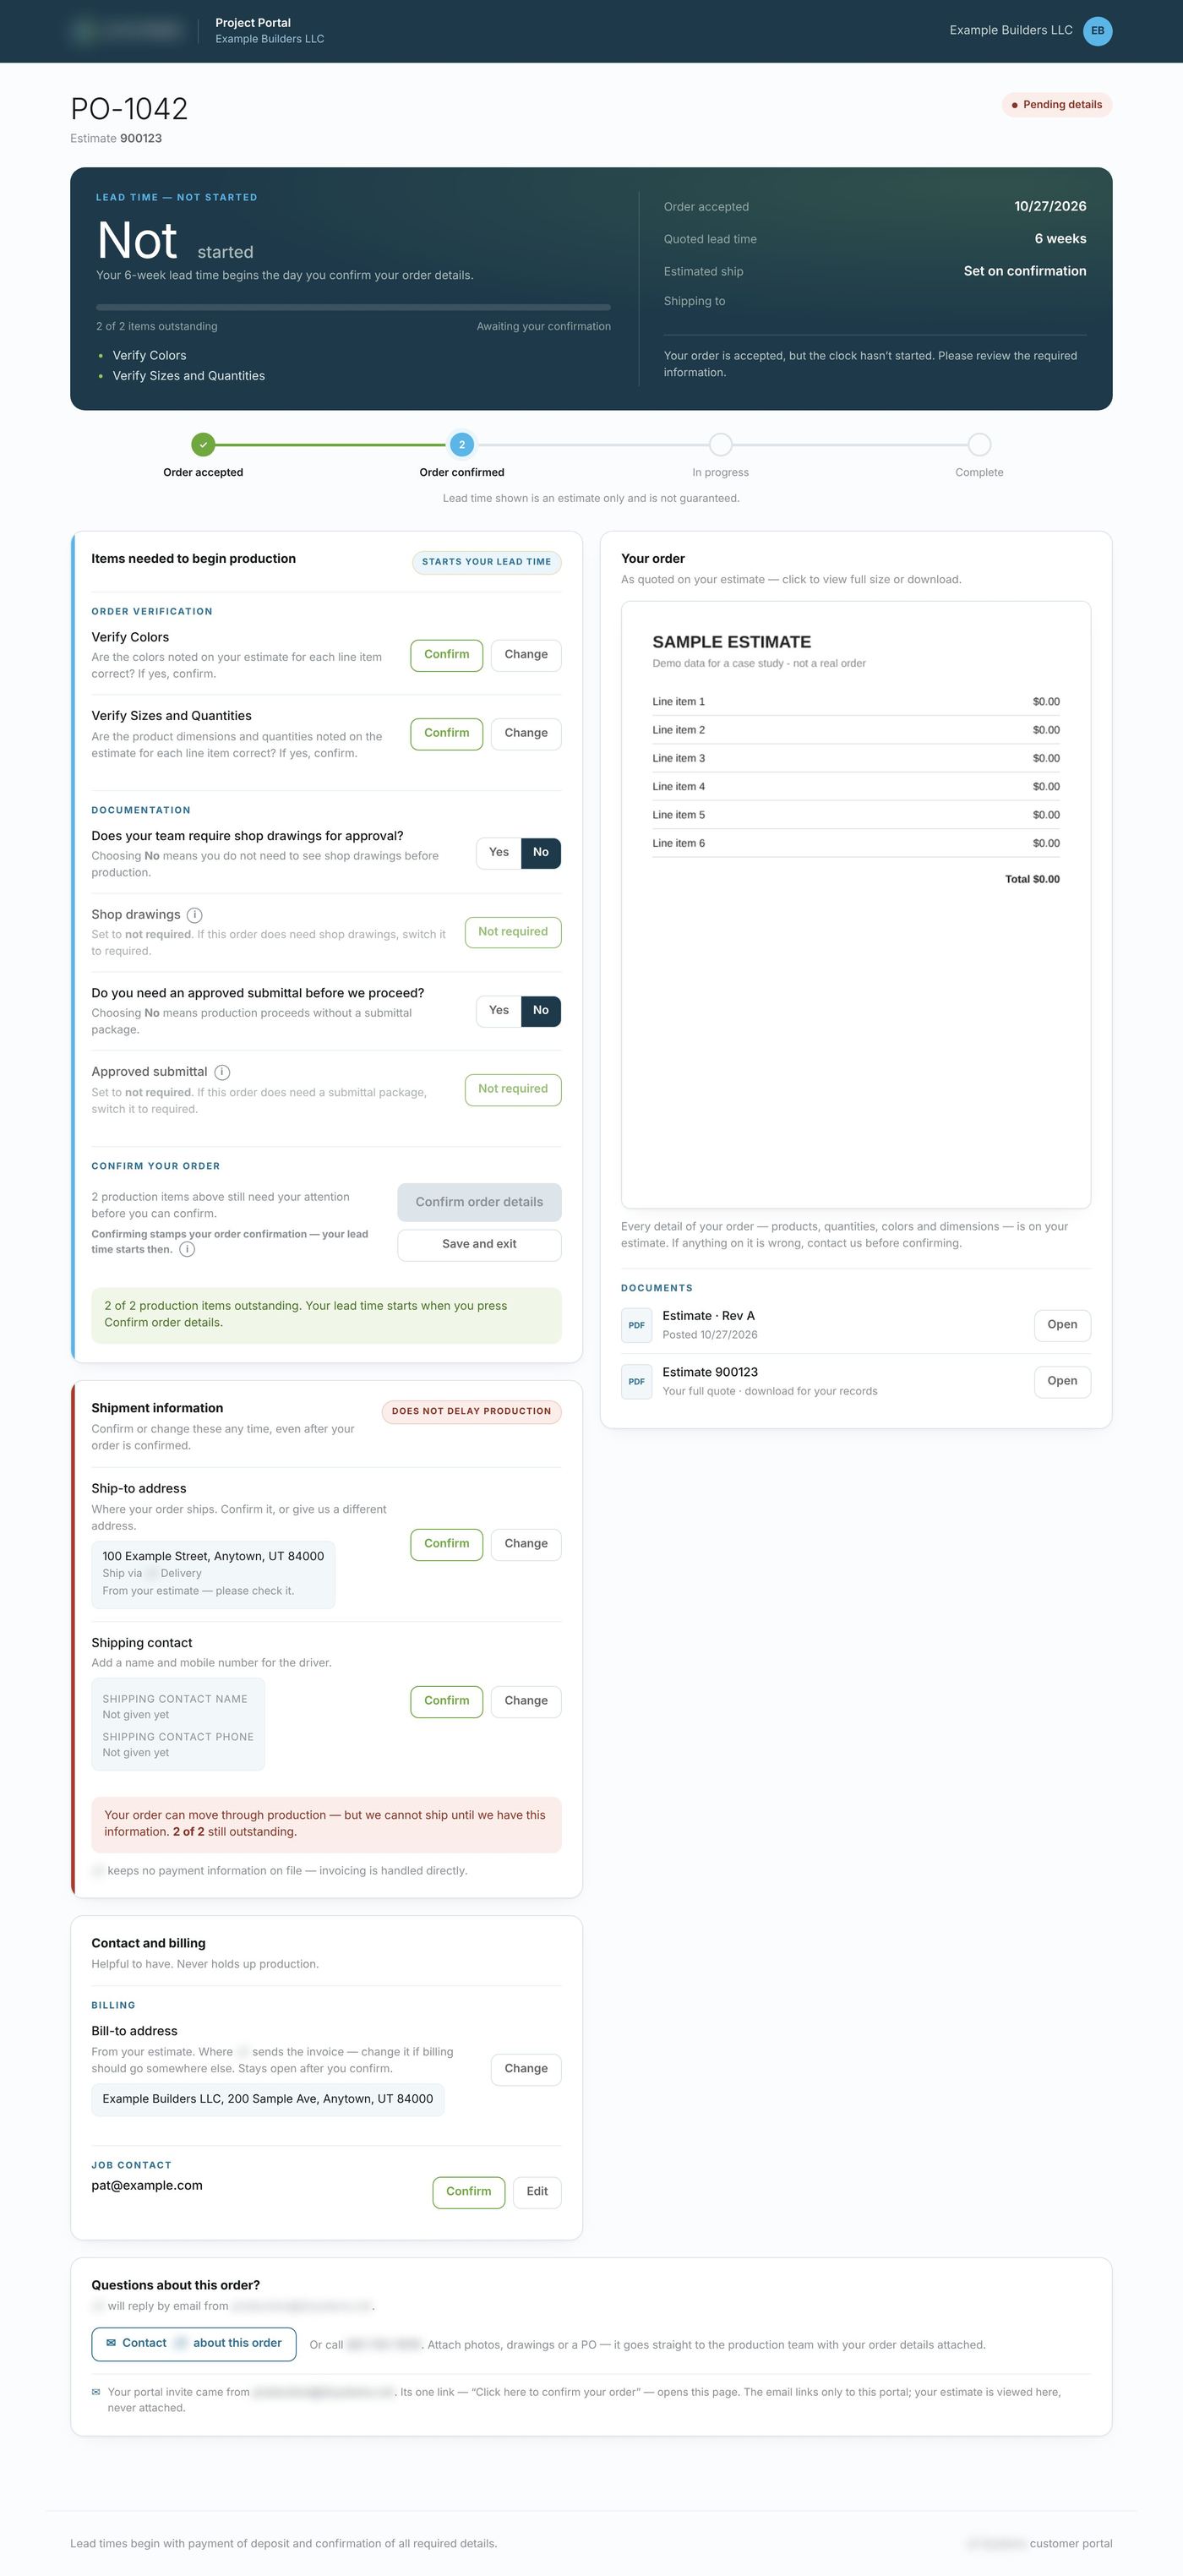 Project Portal
Example Builders LLC
Example Builders LLC
EB
PO-1042
Estimate 900123
Pending details
LEAD TIME — NOT STARTED
Not started
Your 6-week lead time begins the day you confirm your order details.
2 of 2 items outstanding
Awaiting your confirmation
• Verify Colors
• Verify Sizes and Quantities
Order accepted 10/27/2026
Quoted lead time 6 weeks
Estimated ship Set on confirmation
Shipping to
Your order is accepted, but the clock hasn't started. Please review the required
information.
2
Order accepted
Order confirmed
In progress
Complete
Lead time shown is an estimate only and is not guaranteed.
Items needed to begin production
STARTS YOUR LEAD TIME
ORDER VERIFICATION
Verify Colors
Are the colors noted on your estimate for each line item
correct? If yes, confirm.
Confirm
Change
Verify Sizes and Quantities
Are the product dimensions and quantities noted on the
estimate for each line item correct? If yes, confirm.
Confirm
Change
DOCUMENTATION
Does your team require shop drawings for approval?
Choosing No means you do not need to see shop drawings before
production.
Yes
No
Shop drawings i
Set to not required. If this order does need shop drawings, switch it
to required.
Not required
Do you need an approved submittal before we proceed?
Choosing No means production proceeds without a submittal
package.
Yes
No
Approved submittal i
Set to not required. If this order does need a submittal package,
switch it to required.
Not required
CONFIRM YOUR ORDER
2 production items above still need your attention
before you can confirm.
Confirming stamps your order confirmation — your lead
time starts then. i
Confirm order details
Save and exit
2 of 2 production items outstanding. Your lead time starts when you press
Confirm order details.
Your order
As quoted on your estimate — click to view full size or download.
SAMPLE ESTIMATE
Demo data for a case study - not a real order
Line item 1 $0.00
Line item 2 $0.00
Line item 3 $0.00
Line item 4 $0.00
Line item 5 $0.00
Line item 6 $0.00
Total $0.00
Every detail of your order — products, quantities, colors and dimensions — is on your
estimate. If anything on it is wrong, contact us before confirming.
DOCUMENTS
PDF
Estimate · Rev A
Posted 10/27/2026
Open
PDF
Estimate 900123
Your full quote · download for your records
Open
Shipment information
DOES NOT DELAY PRODUCTION
Confirm or change these any time, even after your
order is confirmed.
Ship-to address
Where your order ships. Confirm it, or give us a different
address.
100 Example Street, Anytown, UT 84000
Ship via Delivery
From your estimate — please check it.
Confirm
Change
Shipping contact
Add a name and mobile number for the driver.
SHIPPING CONTACT NAME
Not given yet
SHIPPING CONTACT PHONE
Not given yet
Confirm
Change
Your order can move through production — but we cannot ship until we have this
information. 2 of 2 still outstanding.
keeps no payment information on file — invoicing is handled directly.
Contact and billing
Helpful to have. Never holds up production.
BILLING
Bill-to address
From your estimate. Where sends the invoice — change it if billing
should go somewhere else. Stays open after you confirm.
Example Builders LLC, 200 Sample Ave, Anytown, UT 84000
Change
JOB CONTACT
pat@example.com
Confirm
Edit
Questions about this order?
will reply by email from .
Contact about this order
Or call . Attach photos, drawings or a PO — it goes straight to the production team with your order details attached.
Your portal invite came from . Its one link — “Click here to confirm your order” — opens this page. The email links only to this portal; your estimate is viewed here,
never attached.
Lead times begin with payment of deposit and confirmation of all required details.
customer portal